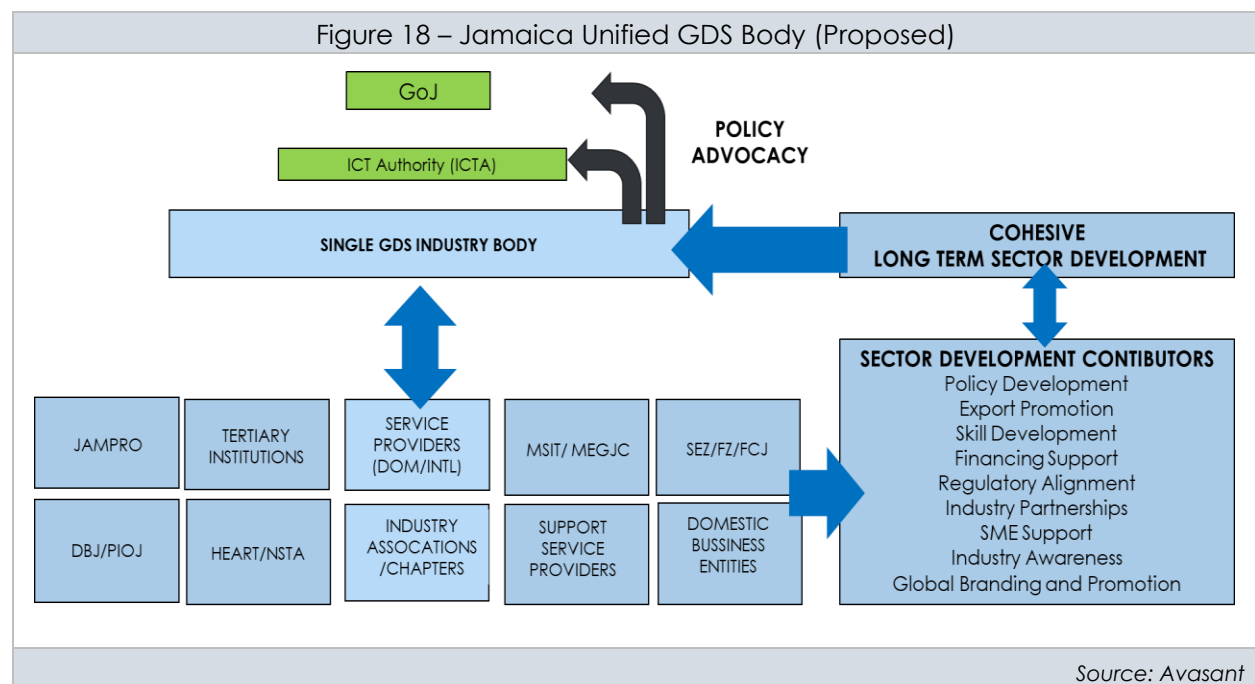 Figure 18 – Jamaica Unified GDS Body (Proposed)
GoJ
ICT Authority (ICTA)
POLICY
ADVOCACY
SINGLE GDS INDUSTRY BODY
COHESIVE
LONG TERM SECTOR DEVELOPMENT
JAMPRO
TERTIARY
INSTITUTIONS
SERVICE
PROVIDERS
(DOM/INTL)
MSIT/ MEGJC
SEZ/FZ/FCJ
DBJ/PIOJ
HEART/NSTA
INDUSTRY
ASSOCATIONS
/CHAPTERS
SUPPORT
SERVICE
PROVIDERS
DOMESTIC
BUSSINESS
ENTITIES
SECTOR DEVELOPMENT CONTIBUTORS
Policy Development
Export Promotion
Skill Development
Financing Support
Regulatory Alignment
Industry Partnerships
SME Support
Industry Awareness
Global Branding and Promotion
Source: Avasant